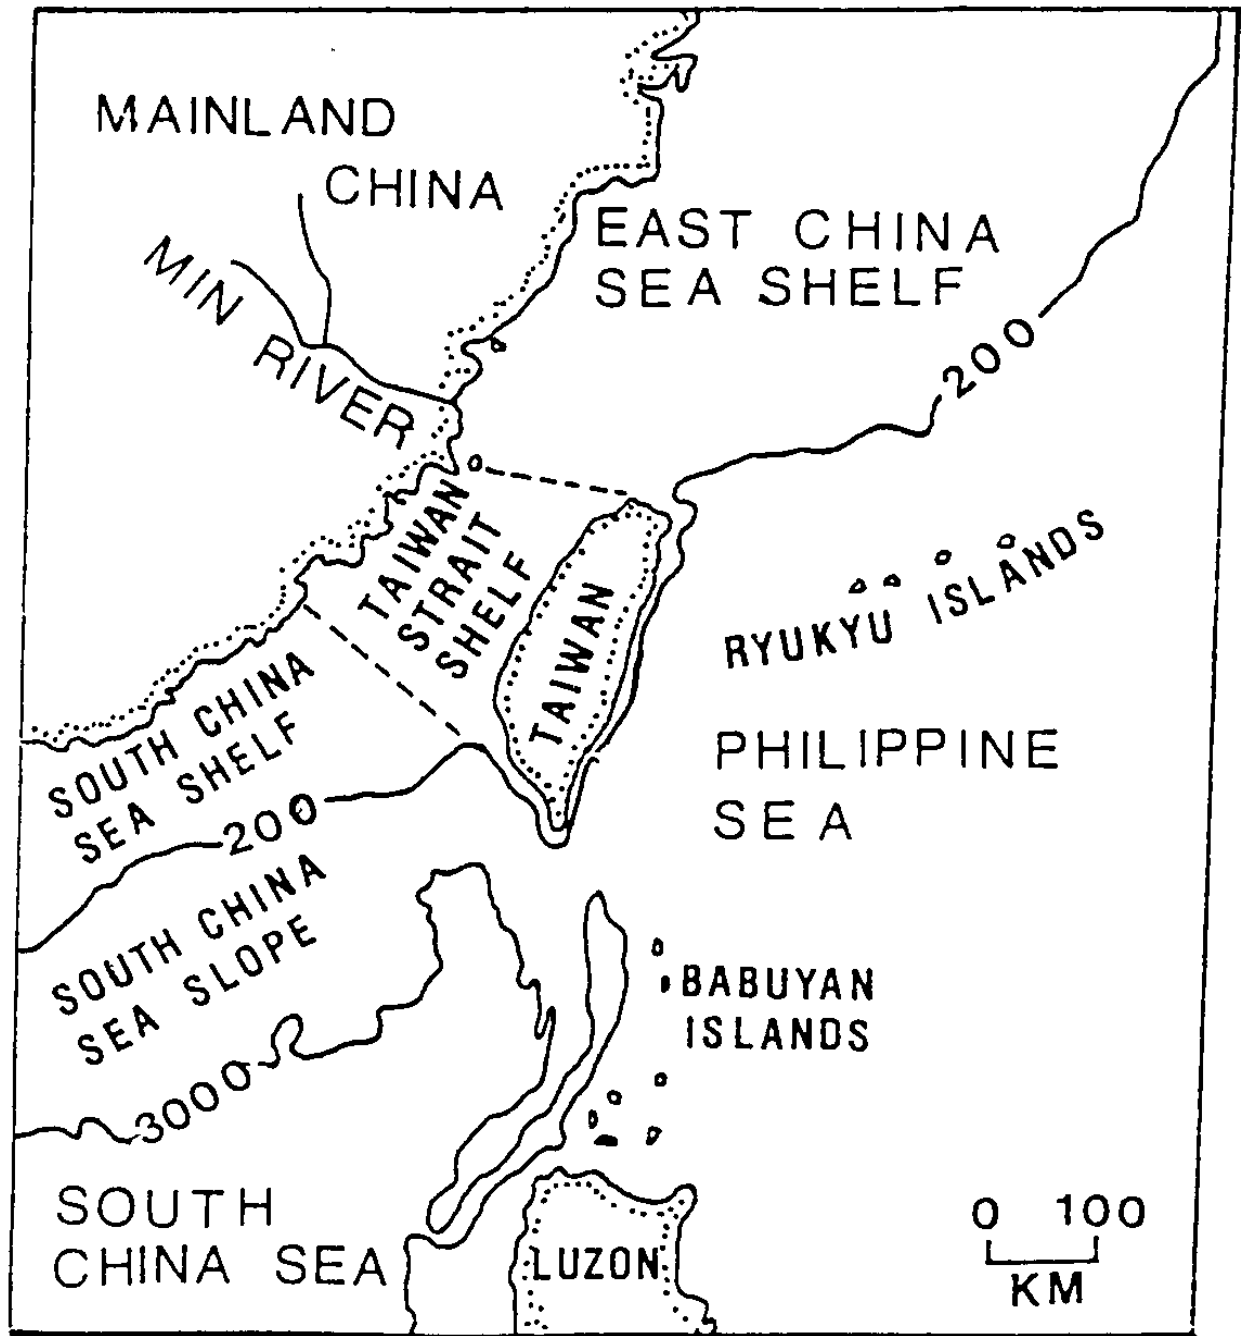 MAINLAND
CHINA
MIN RIVER
EAST CHINA
SEA SHELF
200
TAIWAN
STRAIT
SHELF
TAIWAN
RYUKYU ISLANDS
SOUTH CHINA
SEA SHELF
PHILIPPINE
SEA
200
SOUTH CHINA
SEA SLOPE
BABUYAN
ISLANDS
3000
SOUTH
CHINA SEA
LUZON
0 100
KM